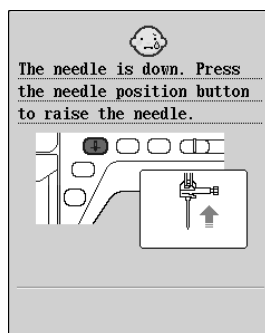 The needle is down. Press
the needle position button
to raise the needle.